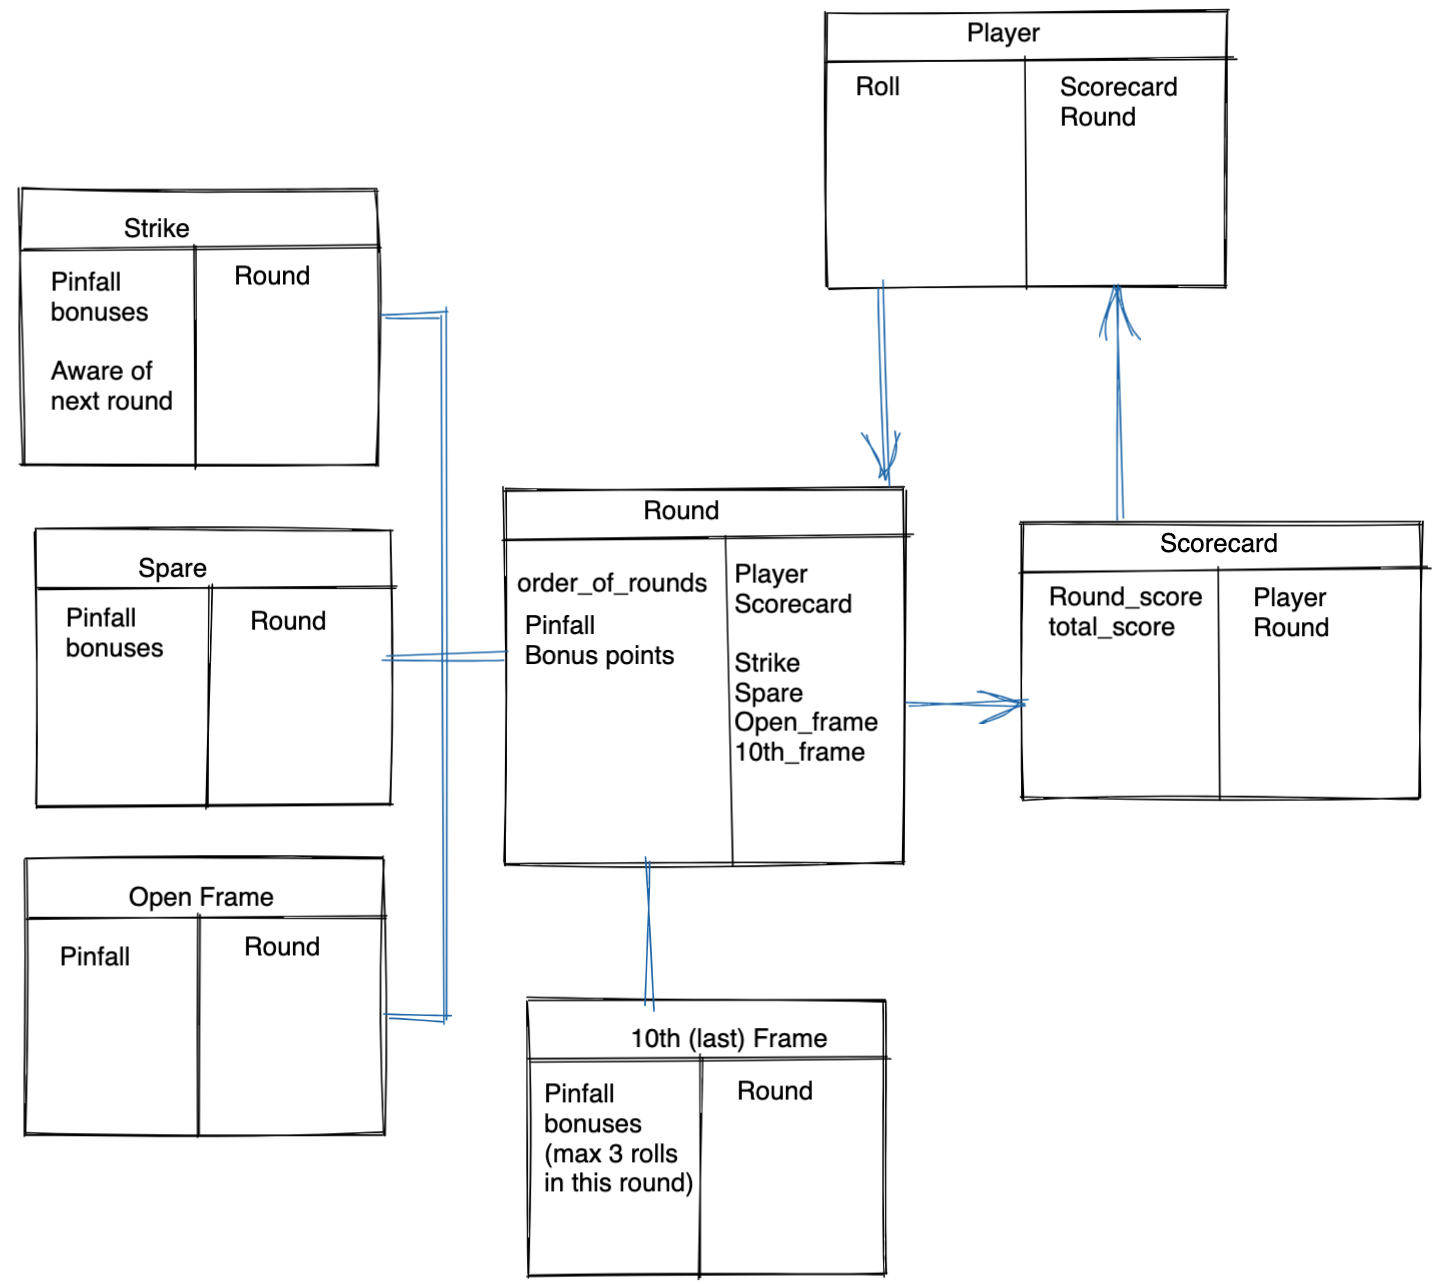 Player
Roll
Scorecard
Round
Strike
Pinfall
bonuses
Aware of
next round
Round
Spare
Pinfall
bonuses
Round
Open Frame
Pinfall
Round
Round
order_of_rounds
Pinfall
Bonus points
Player
Scorecard
Strike
Spare
Open_frame
10th_frame
Scorecard
Round_score
total_score
Player
Round
10th (last) Frame
Pinfall
bonuses
(max 3 rolls
in this round)
Round